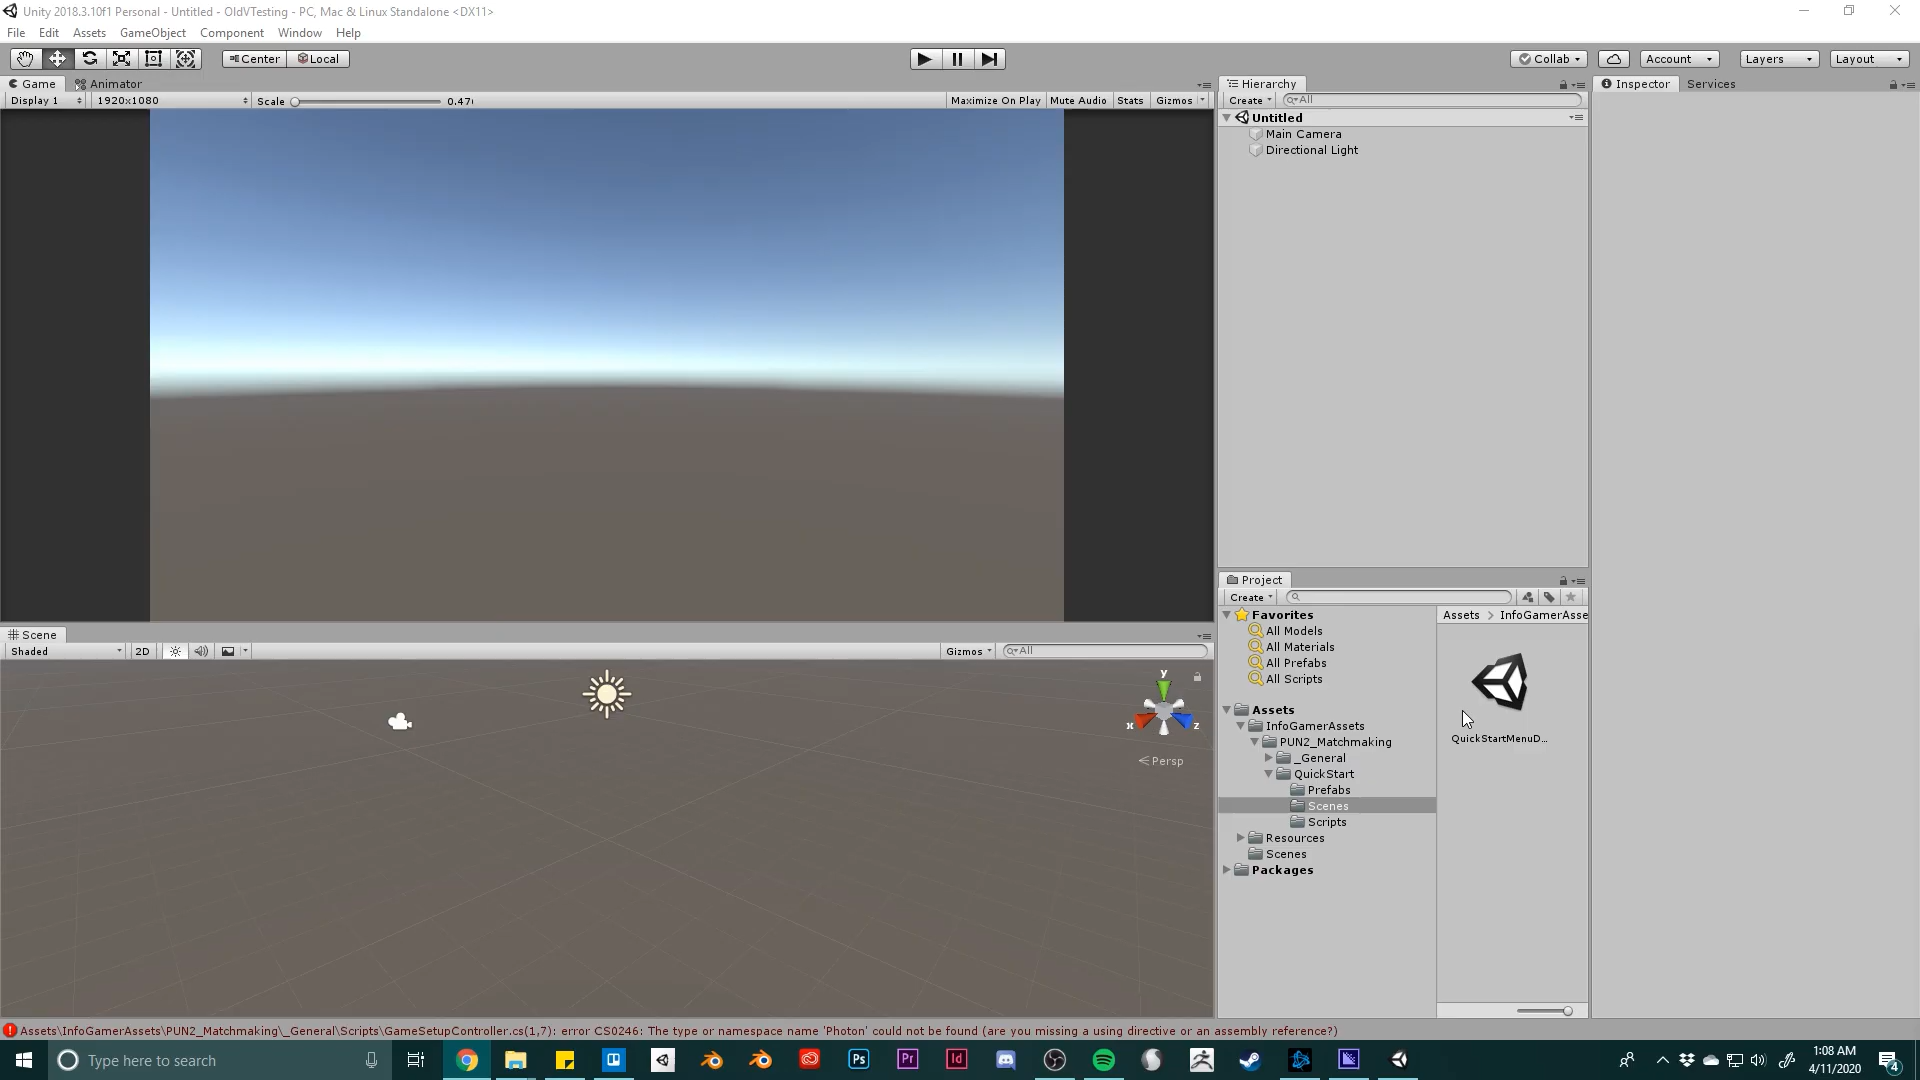 Unity 2018.3.10f1 Personal - Untitled - OldVTesting - PC, Mac & Linux Standalone <DX11>
File Edit Assets GameObject Component Window Help
Center Local Collab Account Layers Layout
Game Animator
Display 1 1920x1080 Scale 0.47 Maximize On Play Mute Audio Stats Gizmos
Hierarchy
Create All
Untitled
Main Camera
Directional Light
Inspector Services
Project
Create
Favorites
All Models
All Materials
All Prefabs
All Scripts
Assets
InfoGamerAssets
PUN2_Matchmaking
_General
QuickStart
Prefabs
Scenes
Scripts
Resources
Scenes
Packages
Assets > InfoGamerAsse
QuickStartMenuD...
Scene
Shaded 2D Gizmos All
y
x z
Persp
Assets\InfoGamerAssets\PUN2_Matchmaking\_General\Scripts\GameSetupController.cs(1,7): error CS0246: The type or namespace name 'Photon' could not be found (are you missing a using directive or an assembly reference?)
Type here to search
Ps Pr Id
1:08 AM
4/11/2020
4